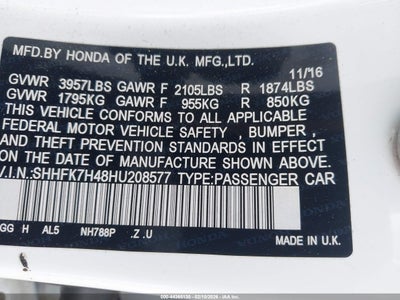 MFD.BY HONDA OF THE U.K. MFG.,LTD.
11/16
GVWR 3957LBS GAWR F 2105LBS R 1874LBS
GVWR 1795KG GAWR F 955KG R 850KG
THIS VEHICLE CONFORMS TO ALL APPLICABLE
FEDERAL MOTOR VEHICLE SAFETY , BUMPER ,
AND THEFT PREVENTION STANDARDS IN EFFECT
ON THE DATE OF MANUFACTURE SHOWN ABOVE.
V.I.N:SHHFK7H48HU208577 TYPE:PASSENGER CAR
GG H AL5 NH788P .Z .U
MADE IN U.K.